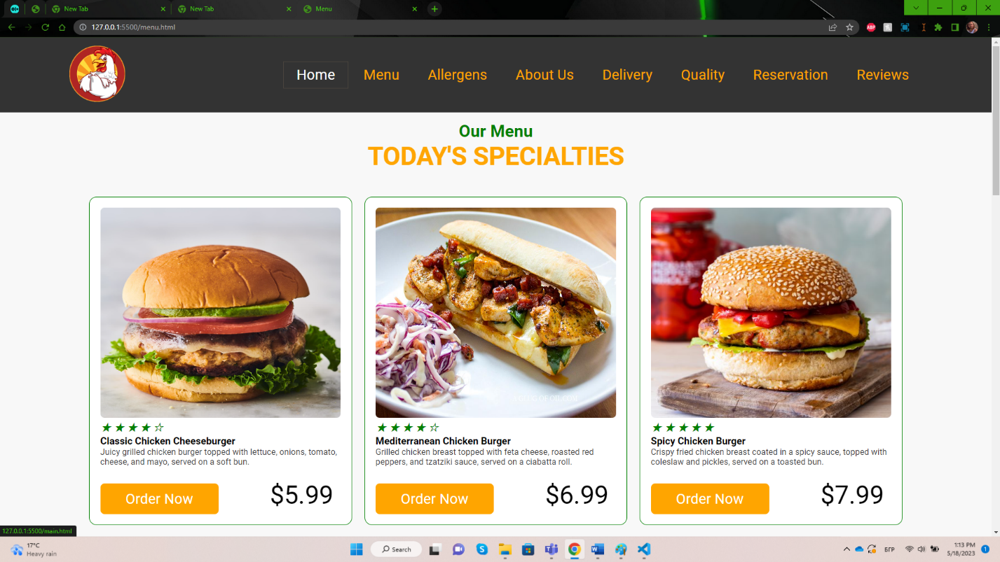 New Tab
New Tab
Menu
127.0.0.1:5500/menu.html
ABP
Home
Menu
Allergens
About Us
Delivery
Quality
Reservation
Reviews
Our Menu
TODAY'S SPECIALTIES
★ ★ ★ ★ ☆
Classic Chicken Cheeseburger
Juicy grilled chicken burger topped with lettuce, onions, tomato,
cheese, and mayo, served on a soft bun.
Order Now
$5.99
★ ★ ★ ★ ☆
Mediterranean Chicken Burger
Grilled chicken breast topped with feta cheese, roasted red
peppers, and tzatziki sauce, served on a ciabatta roll.
Order Now
$6.99
★ ★ ★ ★ ★
Spicy Chicken Burger
Crispy fried chicken breast coated in a spicy sauce, topped with
coleslaw and pickles, served on a toasted bun.
Order Now
$7.99
127.0.0.1:5500/main.html
17°C
Heavy rain
Search
БГР
1:13 PM
5/18/2023
1